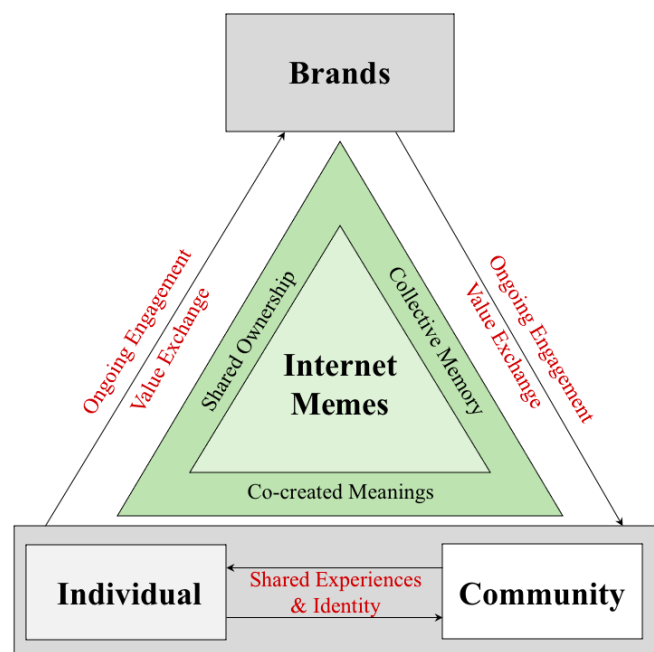 Brands
Ongoing Engagement
Value Exchange
Shared Ownership
Collective Memory
Ongoing Engagement
Value Exchange
Internet
Memes
Co-created Meanings
Individual
Shared Experiences
& Identity
Community